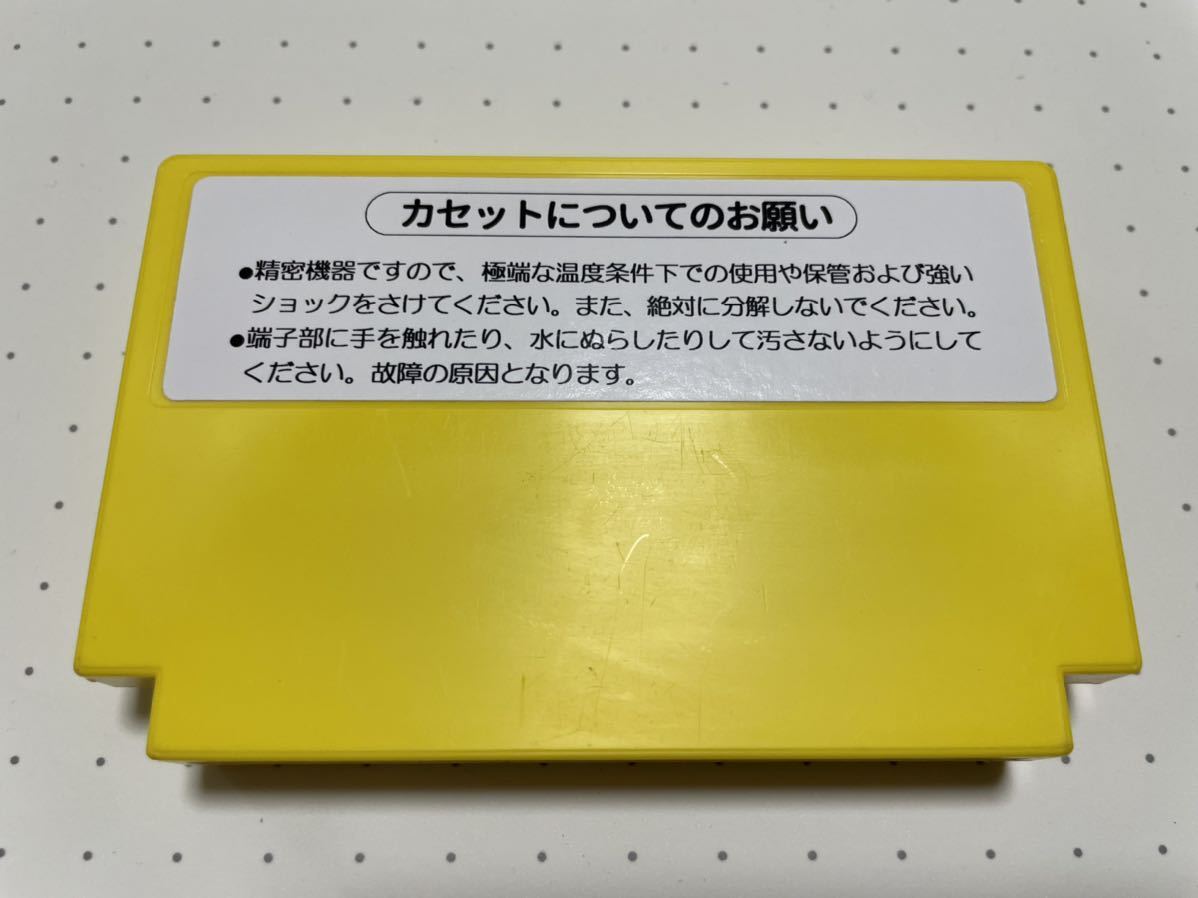 カセットについてのお願い
●精密機器ですので、極端な温度条件下での使用や保管および強い
ショックをさけてください。また、絶対に分解しないでください。
●端子部に手を触れたり、水にぬらしたりして汚さないようにして
ください。故障の原因となります。